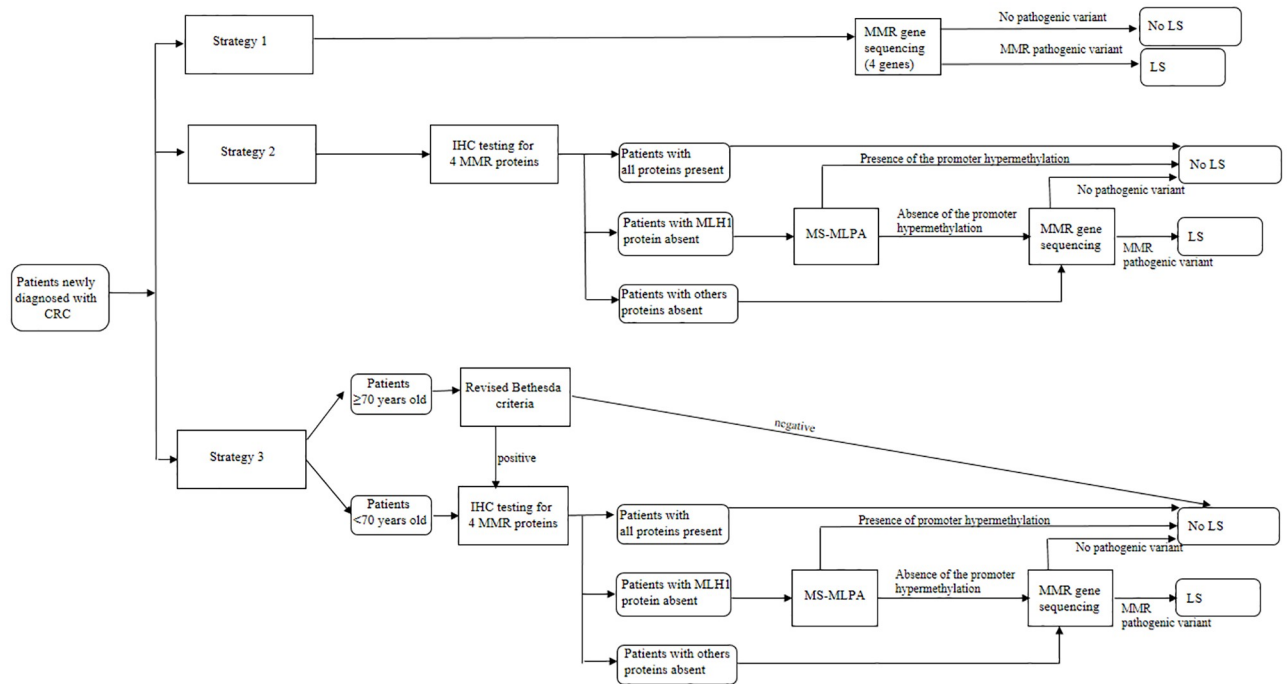 Strategy 1
MMR gene
sequencing
(4 genes)
No pathogenic variant
No LS
MMR pathogenic variant
LS
Strategy 2
IHC testing for
4 MMR proteins
Patients with
all proteins present
Presence of the promoter hypermethylation
No LS
No pathogenic variant
Patients with MLH1
protein absent
MS-MLPA
Absence of the promoter
hypermethylation
MMR gene
sequencing
LS
MMR
pathogenic variant
Patients with others
proteins absent
Patients newly
diagnosed with
CRC
Strategy 3
Patients
≥70 years old
Revised Bethesda
criteria
negative
positive
Patients
<70 years old
IHC testing for
4 MMR proteins
Patients with
all proteins present
Presence of promoter hypermethylation
No LS
No pathogenic variant
Patients with MLH1
protein absent
MS-MLPA
Absence of the promoter
hypermethylation
MMR gene
sequencing
LS
MMR
pathogenic variant
Patients with others
proteins absent